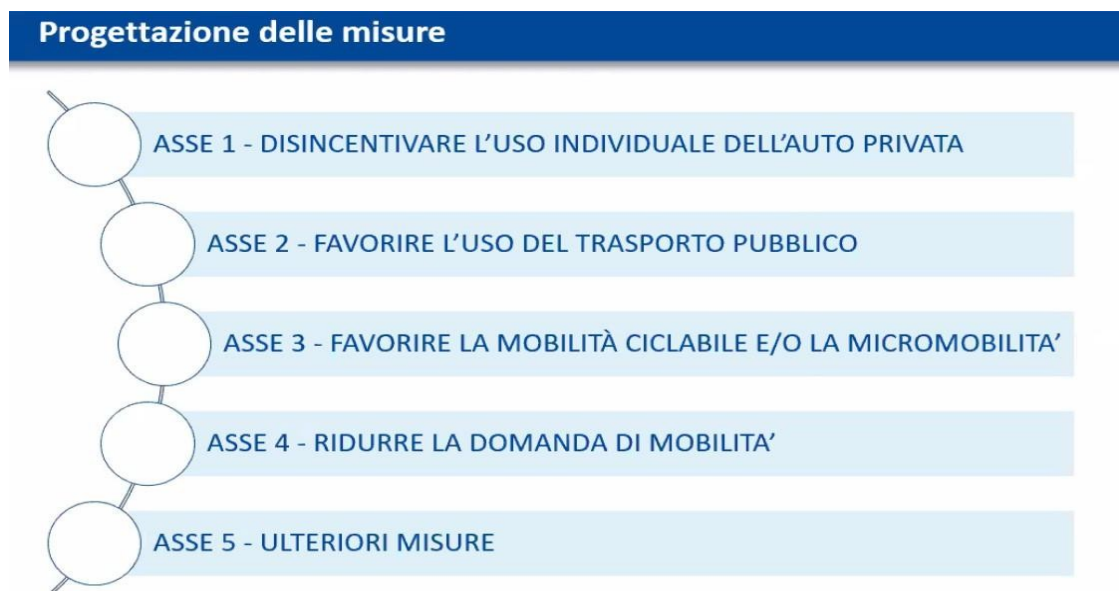 Progettazione delle misure
ASSE 1 - DISINCENTIVARE L'USO INDIVIDUALE DELL'AUTO PRIVATA
ASSE 2 - FAVORIRE L'USO DEL TRASPORTO PUBBLICO
ASSE 3 - FAVORIRE LA MOBILITÀ CICLABILE E/O LA MICROMOBILITA'
ASSE 4 - RIDURRE LA DOMANDA DI MOBILITA'
ASSE 5 - ULTERIORI MISURE